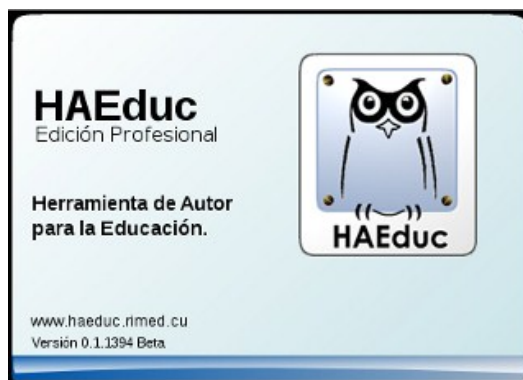 HAEduc
Edición Profesional
Herramienta de Autor
para la Educación.
HAEduc
www.haeduc.rimed.cu
Versión 0.1.1394 Beta